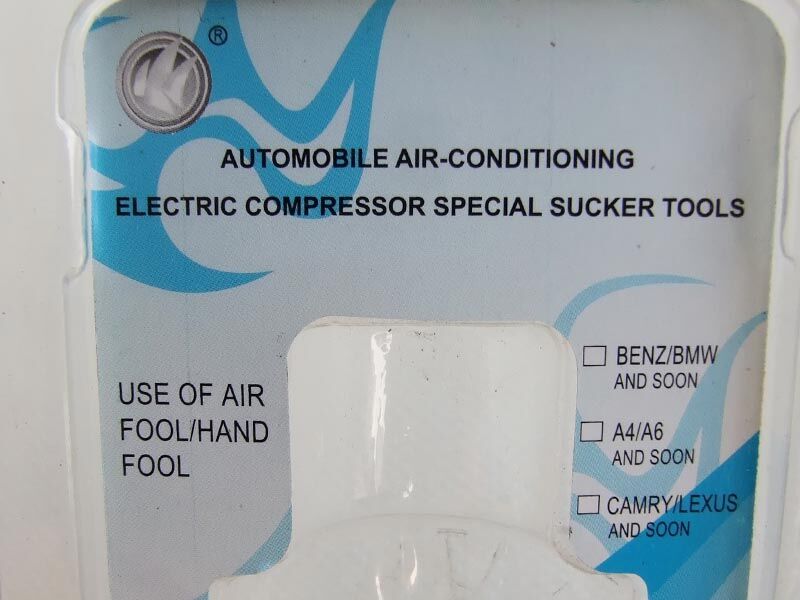 ®
AUTOMOBILE AIR-CONDITIONING
ELECTRIC COMPRESSOR SPECIAL SUCKER TOOLS
USE OF AIR
FOOL/HAND
FOOL
☐ BENZ/BMW
AND SOON
☐ A4/A6
AND SOON
☐ CAMRY/LEXUS
AND SOON